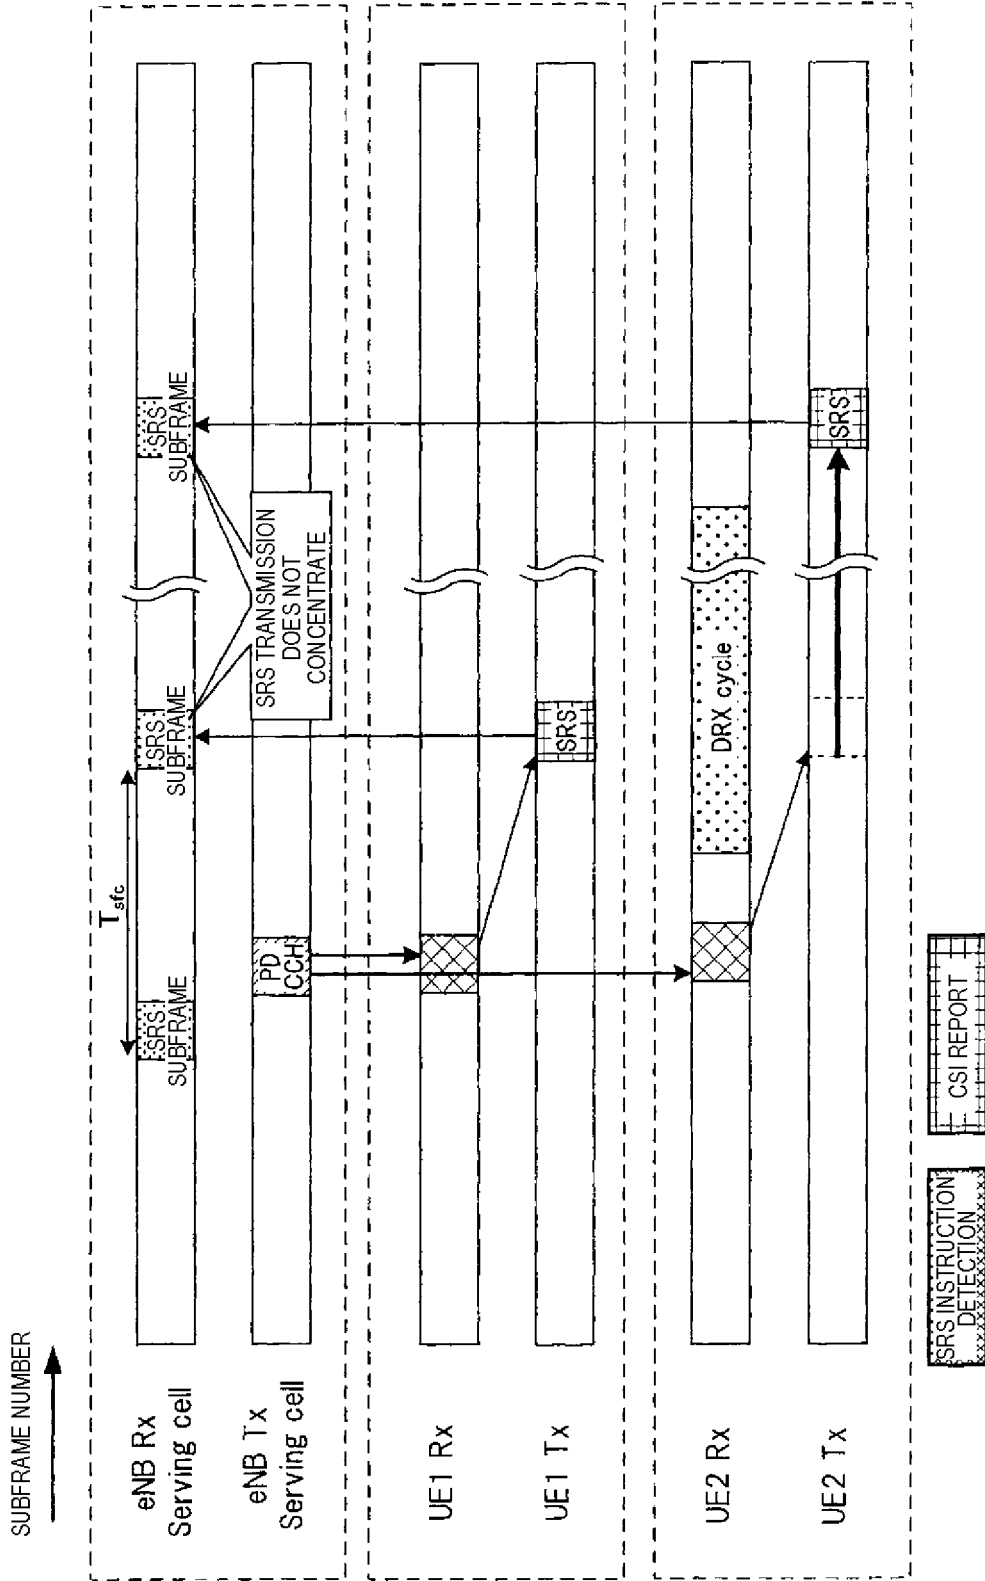 SUBFRAME NUMBER
eNB Rx
Serving cell
SRS
SUBFRAME
Tsfc
SRS
SUBFRAME
SRS
SUBFRAME
eNB Tx
Serving cell
PD
CCH
SRS TRANSMISSION
DOES NOT
CONCENTRATE
UE1 Rx
UE1 Tx
SRS
UE2 Rx
DRX cycle
UE2 Tx
SRS
SRS INSTRUCTION
DETECTION
CSI REPORT